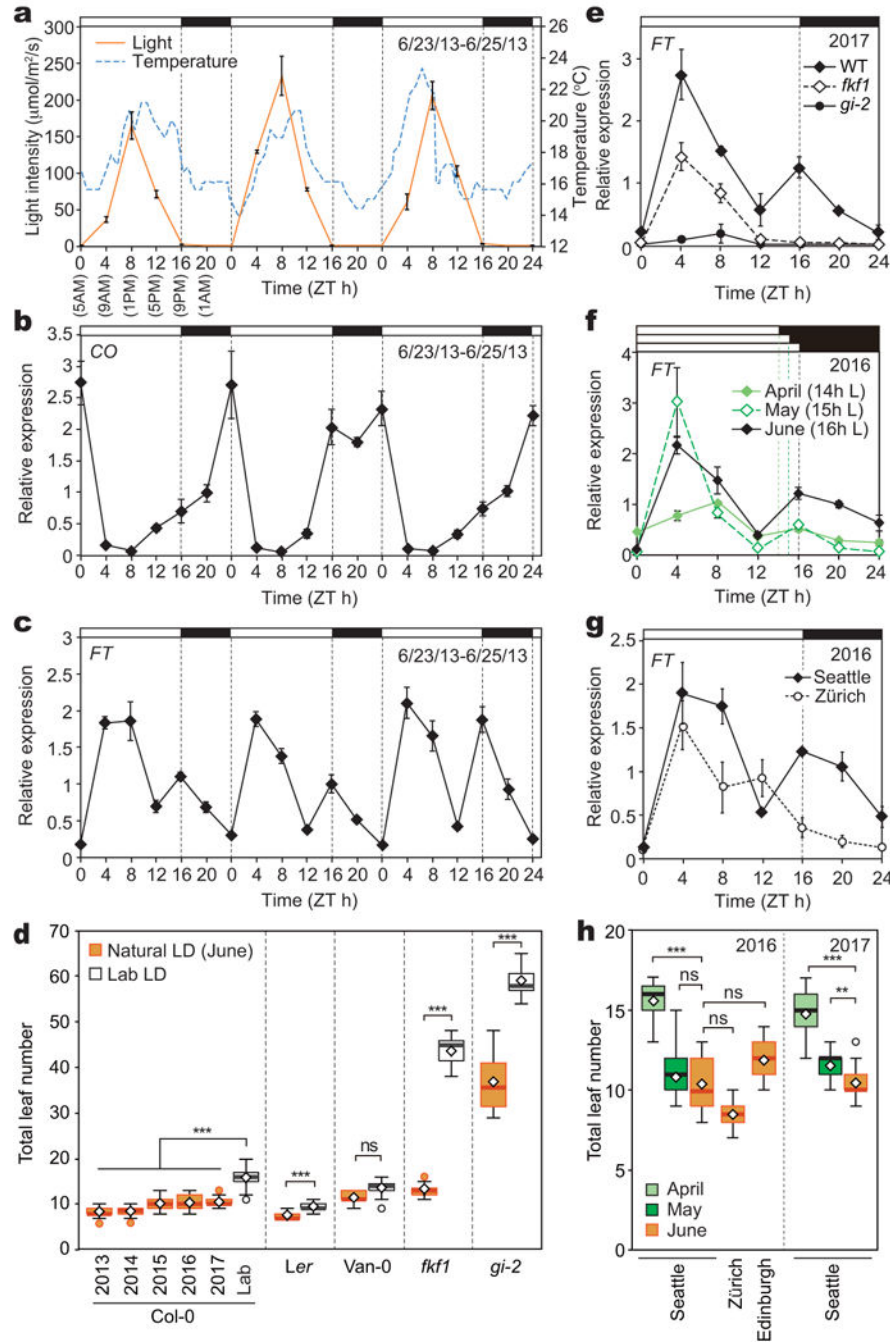 a
6/23/13-6/25/13
Light
Temperature
Light intensity (µmol/m²/s)
300
250
200
150
100
50
0
Temperature (°C)
26
24
22
20
18
16
14
12
0 4 8 12 16 20 0 4 8 12 16 20 0 4 8 12 16 20 24
(5AM) (9AM) (1PM) (5PM) (9PM) (1AM)
Time (ZT h)
b
CO
6/23/13-6/25/13
Relative expression
3.5
3
2.5
2
1.5
1
0.5
0
0 4 8 12 16 20 0 4 8 12 16 20 0 4 8 12 16 20 24
Time (ZT h)
c
FT
6/23/13-6/25/13
Relative expression
3
2.5
2
1.5
1
0.5
0
0 4 8 12 16 20 0 4 8 12 16 20 0 4 8 12 16 20 24
Time (ZT h)
d
Natural LD (June)
Lab LD
Total leaf number
70
60
50
40
30
20
10
0
***
***
ns
***
***
2013 2014 2015 2016 2017 Lab
Col-0
Ler
Van-0
fkf1
gi-2
e
FT
2017
WT
fkf1
gi-2
Relative expression
3
2
1
0
0 4 8 12 16 20 24
Time (ZT h)
f
FT
2016
April (14h L)
May (15h L)
June (16h L)
Relative expression
4
3
2
1
0
0 4 8 12 16 20 24
Time (ZT h)
g
FT
2016
Seattle
Zürich
Relative expression
2.5
2
1.5
1
0.5
0
0 4 8 12 16 20 24
Time (ZT h)
h
2016
2017
Total leaf number
20
15
10
5
0
***
ns
ns
ns
***
**
April
May
June
Seattle
Zürich
Edinburgh
Seattle